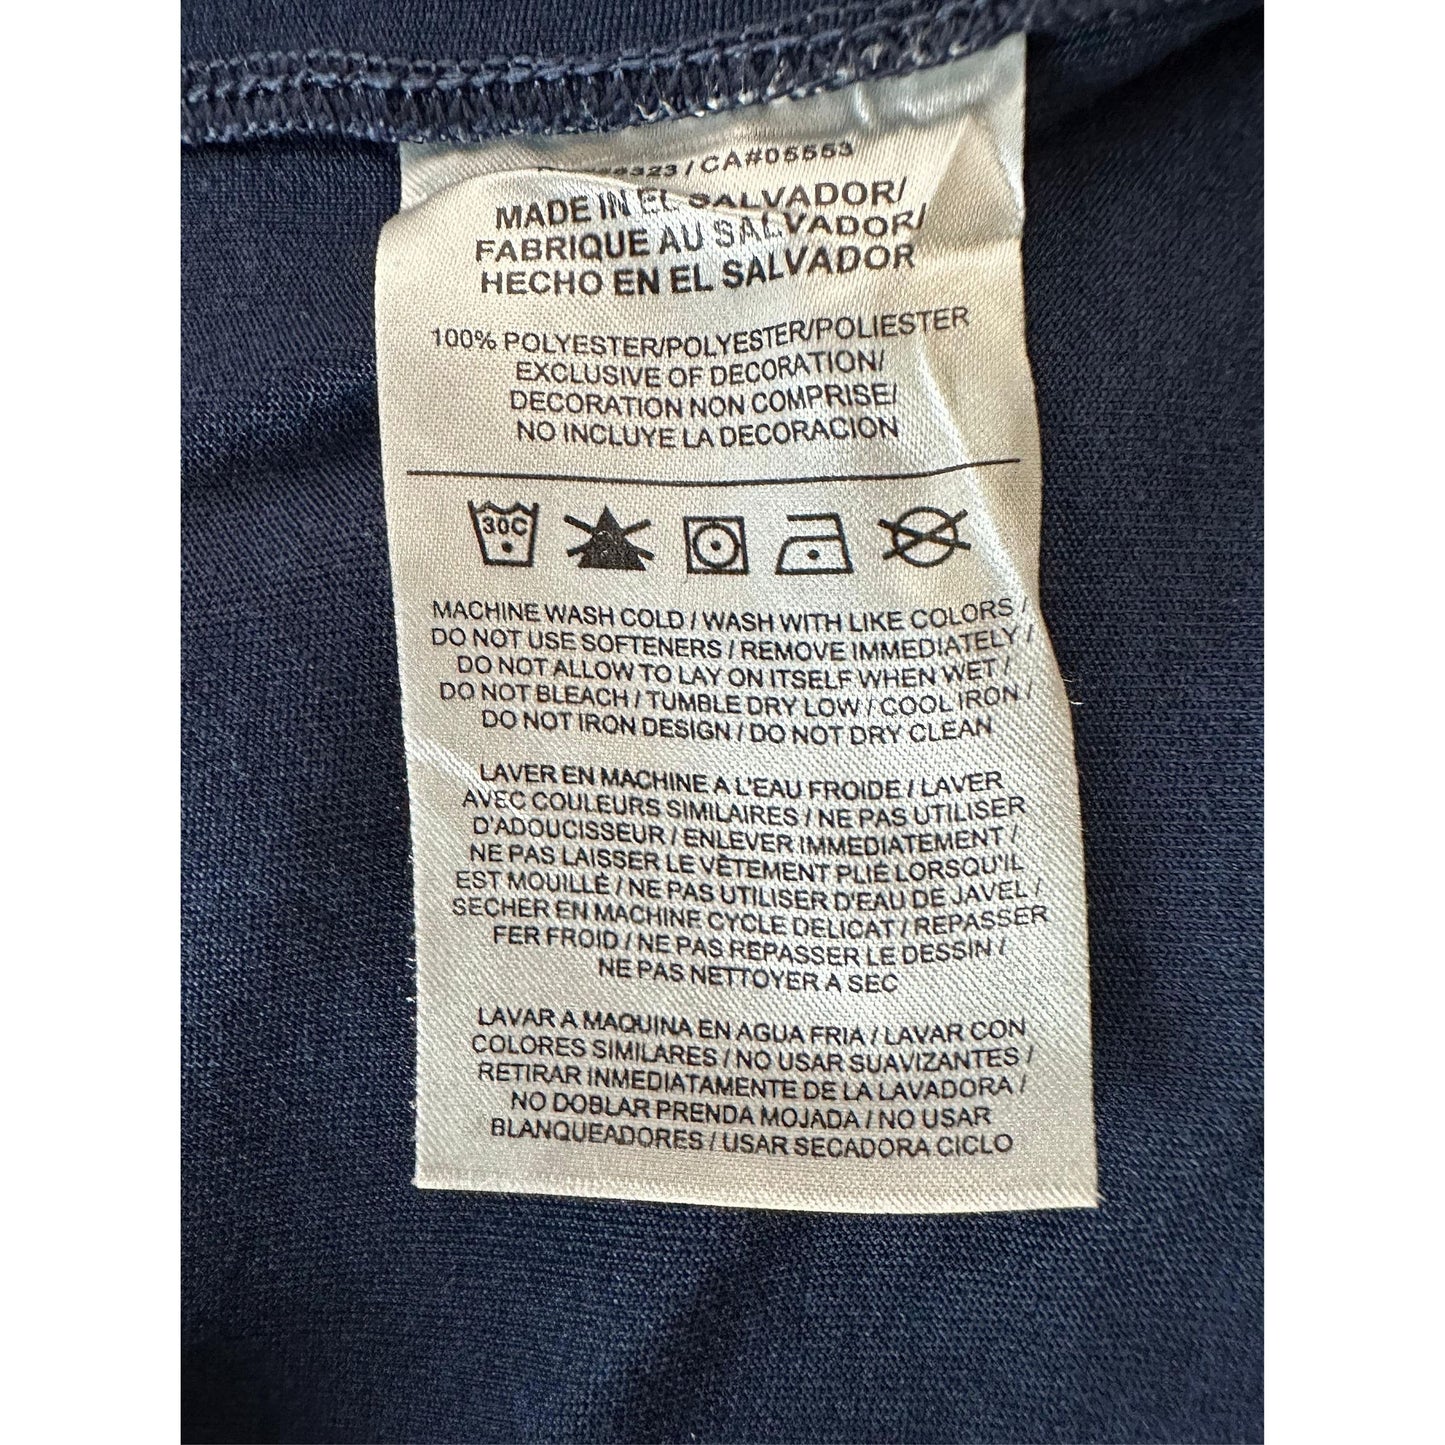 / CA#05553
MADE IN EL SALVADOR/
FABRIQUE AU SALVADOR/
HECHO EN EL SALVADOR
100% POLYESTER/POLYESTER/POLIESTER
EXCLUSIVE OF DECORATION/
DECORATION NON COMPRISE/
NO INCLUYE LA DECORACION
30C
MACHINE WASH COLD / WASH WITH LIKE COLORS /
DO NOT USE SOFTENERS / REMOVE IMMEDIATELY /
DO NOT ALLOW TO LAY ON ITSELF WHEN WET /
DO NOT BLEACH / TUMBLE DRY LOW / COOL IRON /
DO NOT IRON DESIGN / DO NOT DRY CLEAN
LAVER EN MACHINE A L'EAU FROIDE / LAVER
AVEC COULEURS SIMILAIRES / NE PAS UTILISER
D'ADOUCISSEUR / ENLEVER IMMEDIATEMENT /
NE PAS LAISSER LE VÊTEMENT PLIÉ LORSQU'IL
EST MOUILLÉ / NE PAS UTILISER D'EAU DE JAVEL /
SECHER EN MACHINE CYCLE DELICAT / REPASSER
FER FROID / NE PAS REPASSER LE DESSIN /
NE PAS NETTOYER A SEC
LAVAR A MAQUINA EN AGUA FRIA / LAVAR CON
COLORES SIMILARES / NO USAR SUAVIZANTES /
RETIRAR INMEDIATAMENTE DE LA LAVADORA /
NO DOBLAR PRENDA MOJADA / NO USAR
BLANQUEADORES / USAR SECADORA CICLO